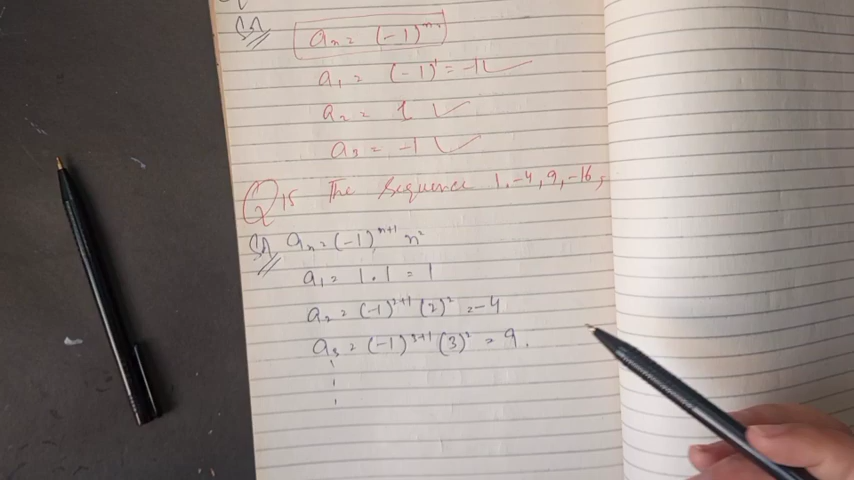 Sol
aₙ = (-1)ⁿ
a₁ = (-1)¹ = -1 ✓
a₂ = 1 ✓
a₃ = -1 ✓
Q15 The Sequence 1, -4, 9, -16,
Sol aₙ = (-1)ⁿ⁺¹ n²
a₁ = 1 . 1 = 1
a₂ = (-1)²⁺¹ (2)² = -4
a₃ = (-1)³⁺¹ (3)² = 9.